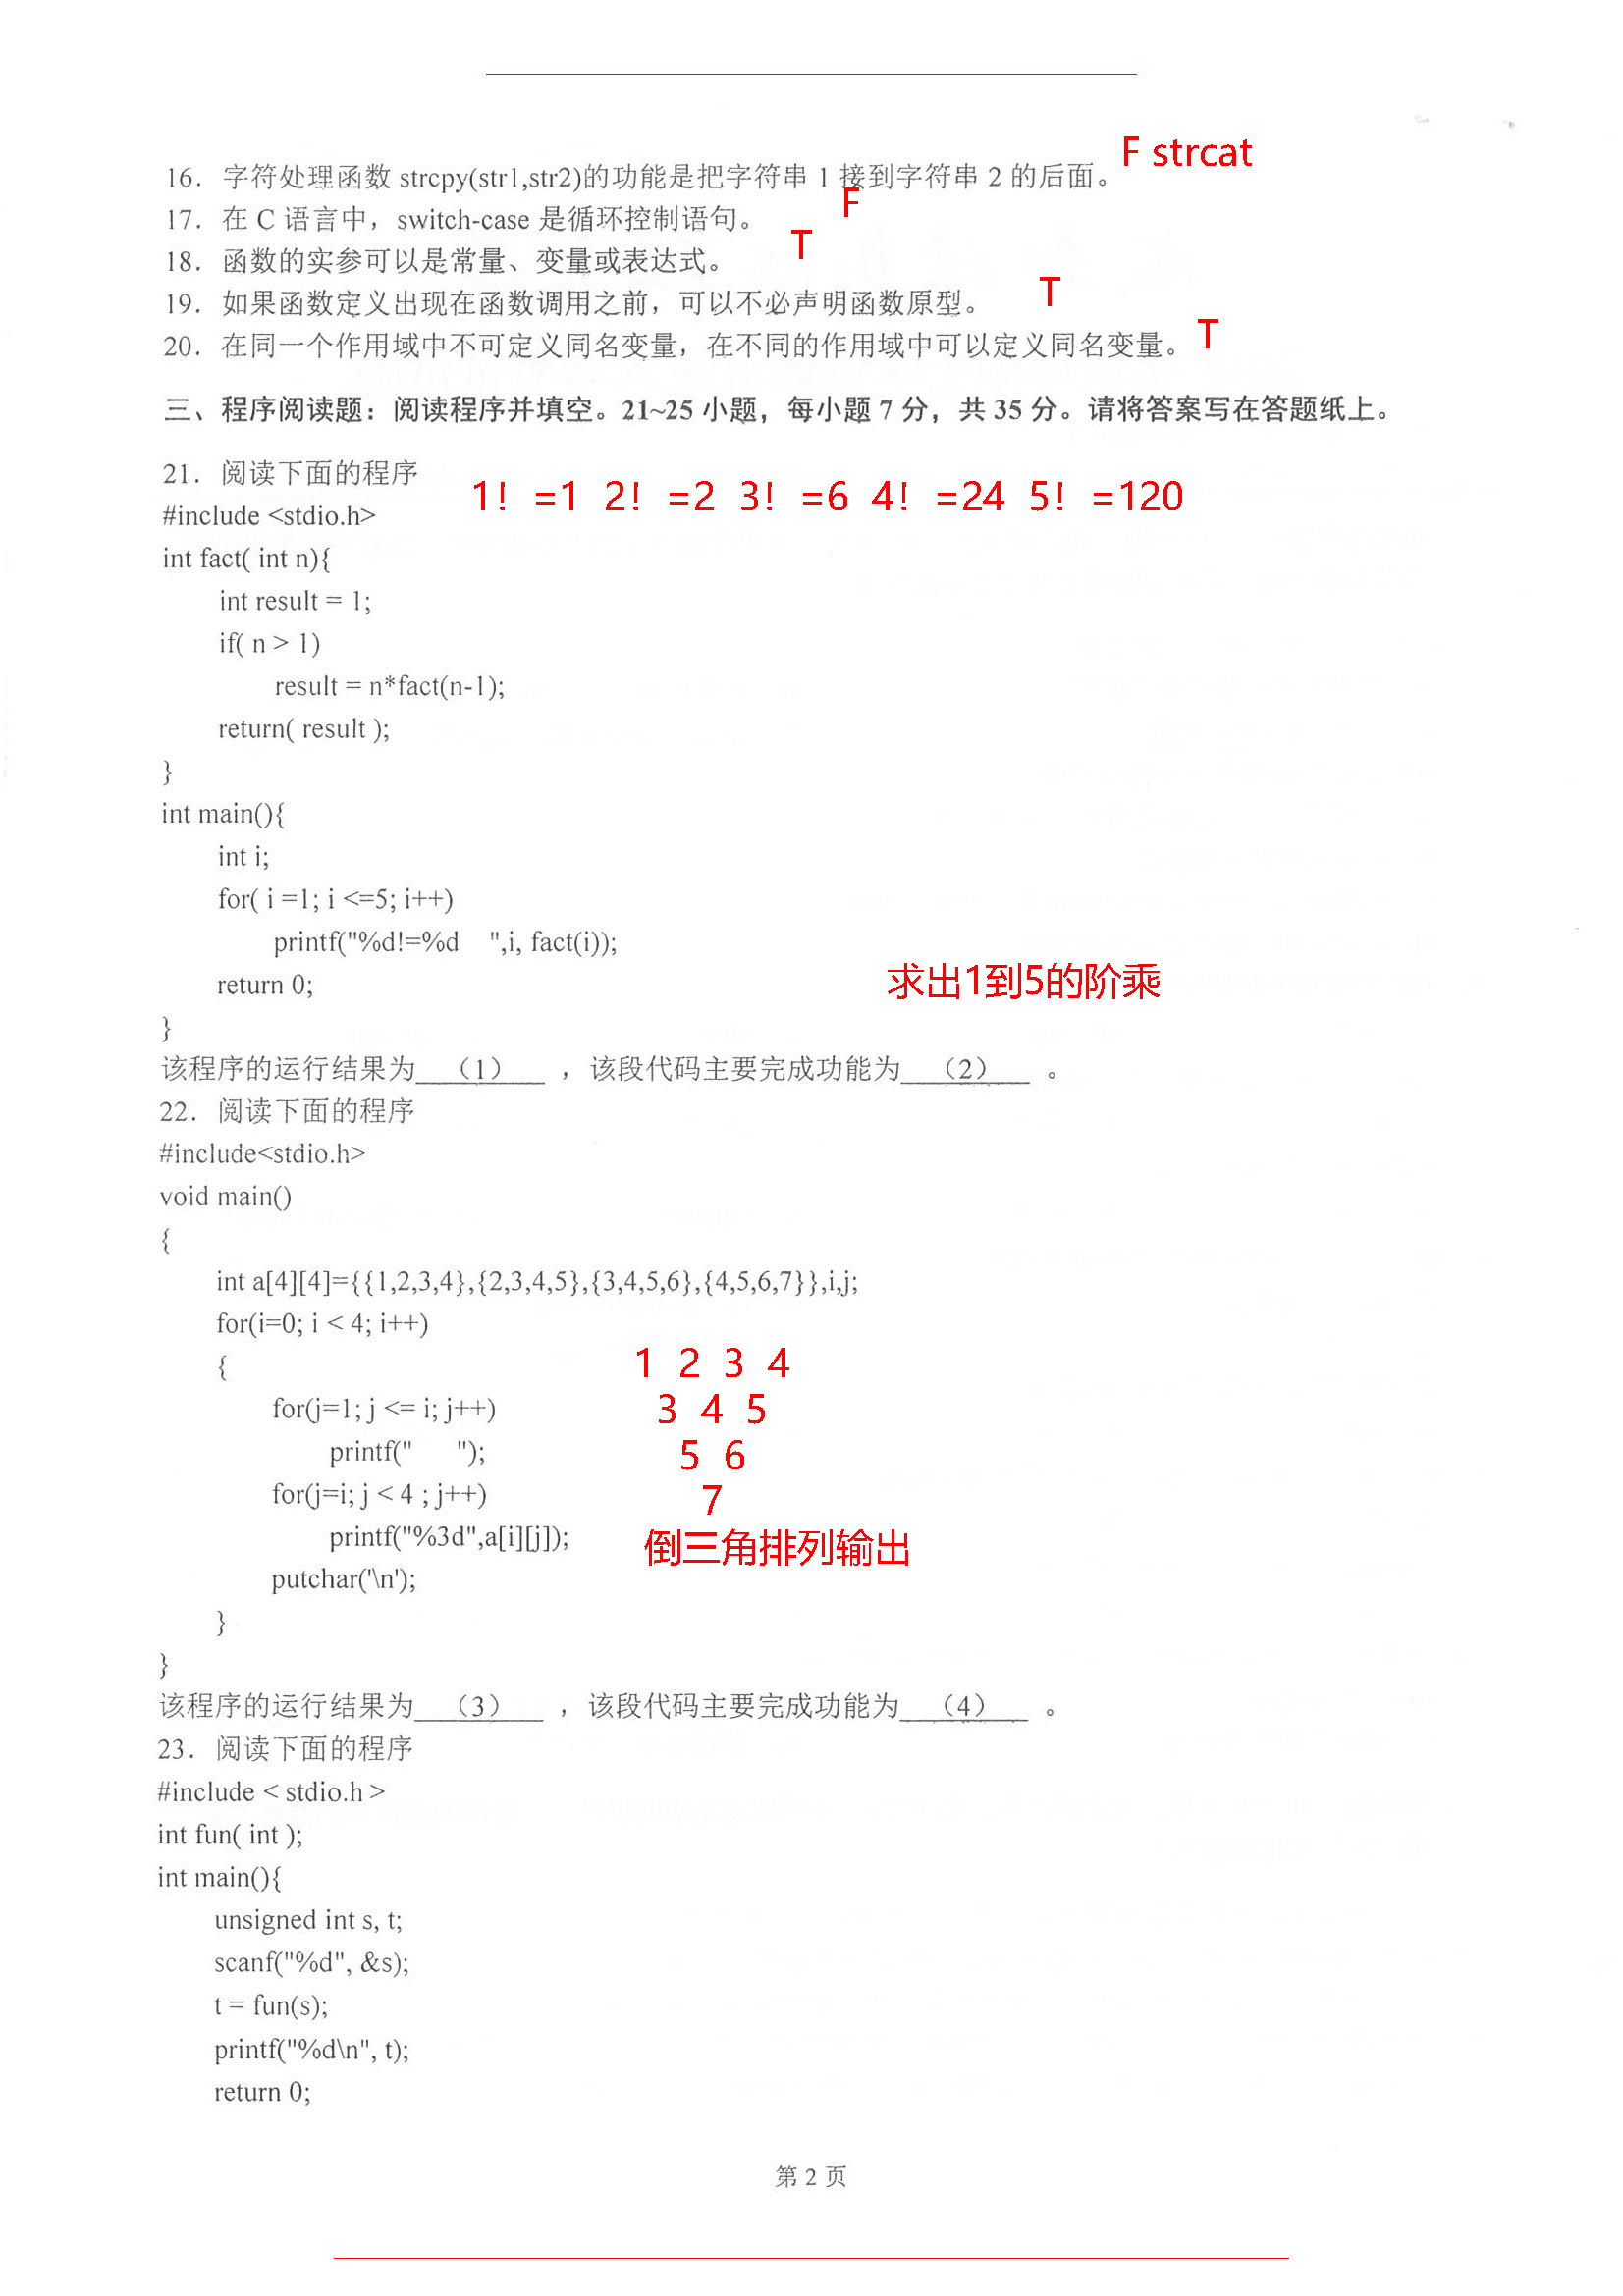 16. 字符处理函数 strcpy(str1,str2)的功能是把字符串 1 接到字符串 2 的后面。 F strcat
17. 在 C 语言中，switch-case 是循环控制语句。 F
18. 函数的实参可以是常量、变量或表达式。 T
19. 如果函数定义出现在函数调用之前，可以不必声明函数原型。 T
20. 在同一个作用域中不可定义同名变量，在不同的作用域中可以定义同名变量。 T
三、程序阅读题：阅读程序并填空。21~25 小题，每小题 7 分，共 35 分。请将答案写在答题纸上。
21. 阅读下面的程序
1！=1 2！=2 3！=6 4！=24 5！=120
#include <stdio.h>
int fact( int n){
int result = 1;
if( n > 1)
result = n*fact(n-1);
return( result );
}
int main(){
int i;
for( i =1; i <=5; i++)
printf("%d!=%d    ",i, fact(i));
求出1到5的阶乘
return 0;
}
该程序的运行结果为 （1） ，该段代码主要完成功能为 （2） 。
22. 阅读下面的程序
#include<stdio.h>
void main()
{
int a[4][4]={{1,2,3,4},{2,3,4,5},{3,4,5,6},{4,5,6,7}},i,j;
for(i=0; i < 4; i++)
{ 1 2 3 4
for(j=1; j <= i; j++) 3 4 5
printf("      "); 5 6
for(j=i; j < 4 ; j++) 7
printf("%3d",a[i][j]); 倒三角排列输出
putchar('\n');
}
}
该程序的运行结果为 （3） ，该段代码主要完成功能为 （4） 。
23. 阅读下面的程序
#include < stdio.h >
int fun( int );
int main(){
unsigned int s, t;
scanf("%d", &s);
t = fun(s);
printf("%d\n", t);
return 0;
第 2 页